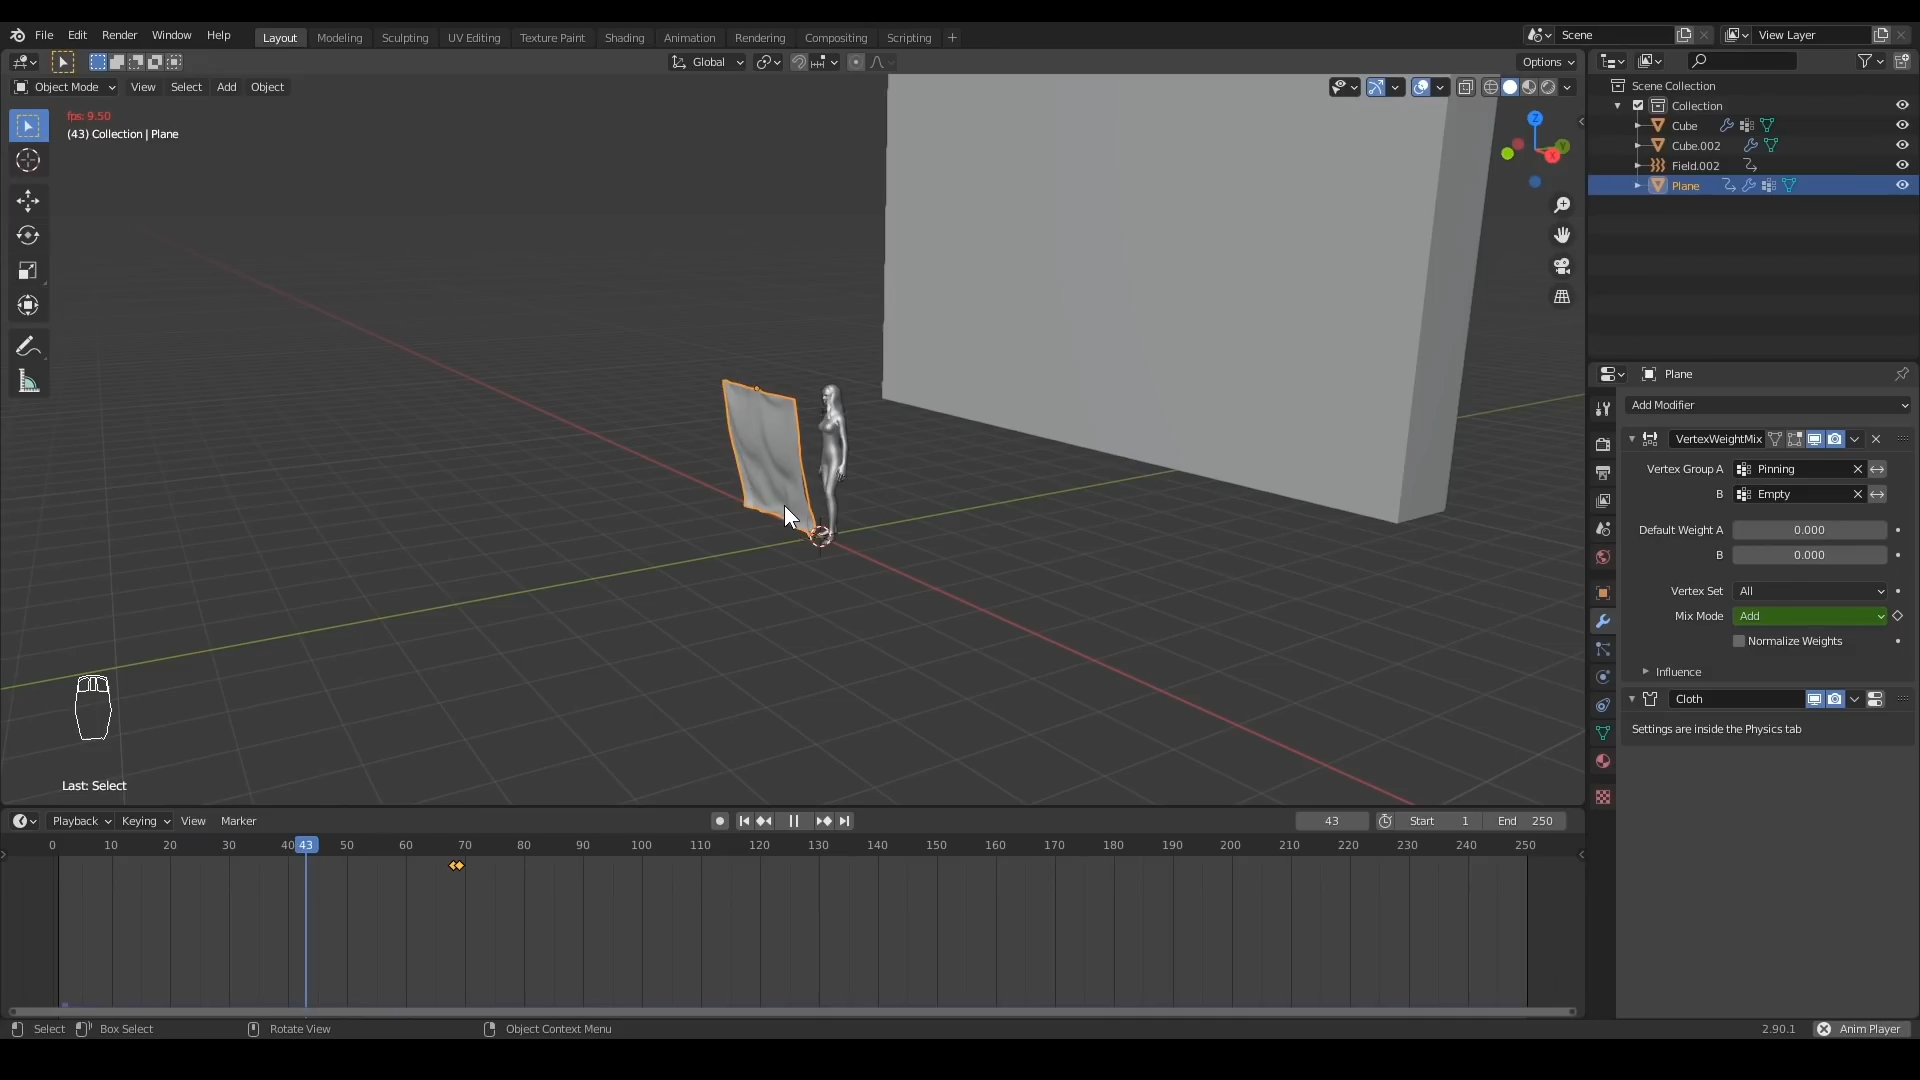 File Edit Render Window Help Layout Modeling Sculpting UV Editing Texture Paint Shading Animation Rendering Compositing Scripting + Scene View Layer
Global Options
Object Mode View Select Add Object
fps: 9.50
(43) Collection | Plane
Z
Y
X
Scene Collection
Collection
Cube
Cube.002
Field.002
Plane
Plane
Add Modifier
VertexWeightMix
Vertex Group A Pinning
B Empty
Default Weight A 0.000
B 0.000
Vertex Set All
Mix Mode Add
Normalize Weights
Influence
Cloth
Settings are inside the Physics tab
Last: Select
Playback Keying View Marker 43 Start 1 End 250
0 10 20 30 40 43 50 60 70 80 90 100 110 120 130 140 150 160 170 180 190 200 210 220 230 240 250
Select Box Select Rotate View Object Context Menu 2.90.1 Anim Player